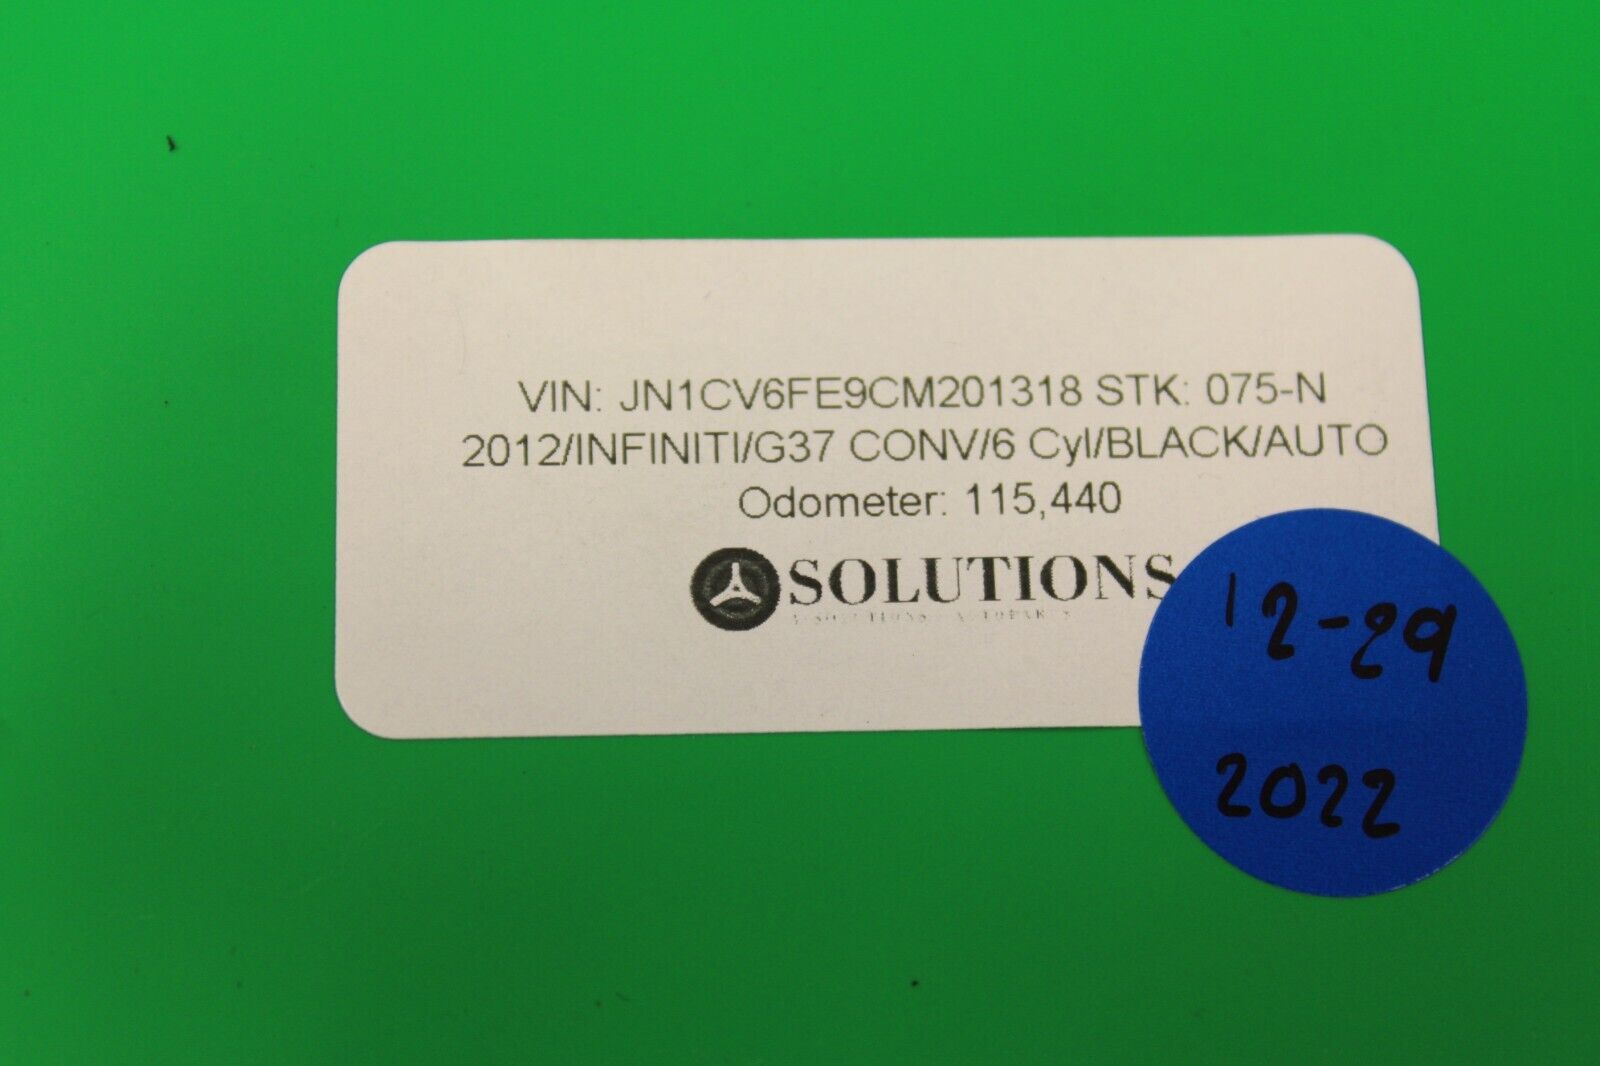 VIN: JN1CV6FE9CM201318 STK: 075-N
2012/INFINITI/G37 CONV/6 Cyl/BLACK/AUTO
Odometer: 115,440
SOLUTIONS
12-29
2022